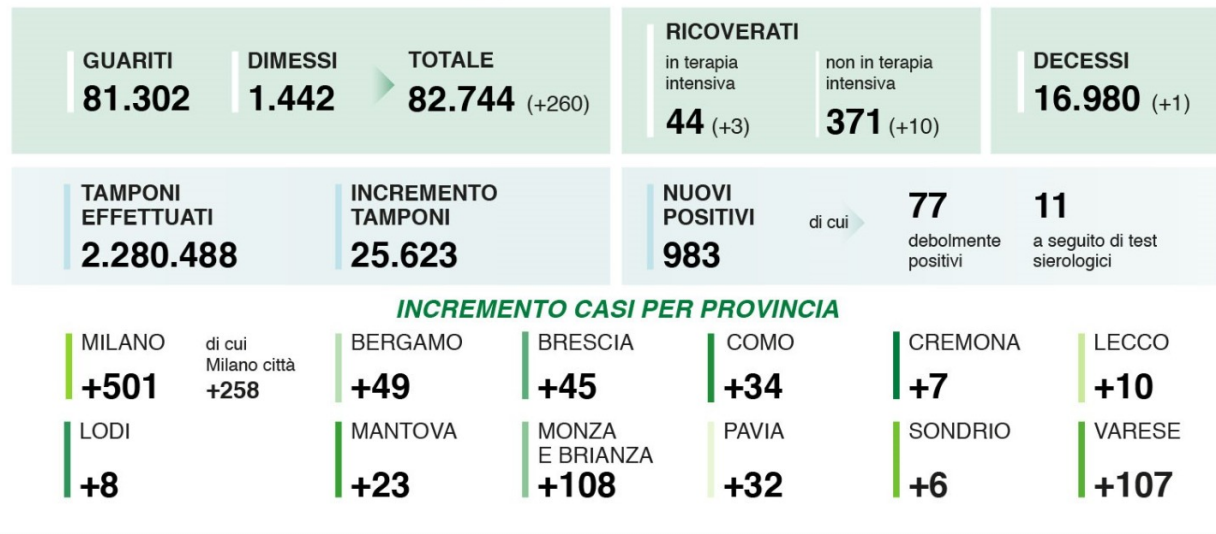 GUARITI
81.302
DIMESSI
1.442
TOTALE
82.744 (+260)
RICOVERATI
in terapia
intensiva
44 (+3)
non in terapia
intensiva
371 (+10)
DECESSI
16.980 (+1)
TAMPONI
EFFETTUATI
2.280.488
INCREMENTO
TAMPONI
25.623
NUOVI
POSITIVI
983
di cui
77
debolmente
positivi
11
a seguito di test
sierologici
INCREMENTO CASI PER PROVINCIA
MILANO
+501
di cui
Milano città
+258
BERGAMO
+49
BRESCIA
+45
COMO
+34
CREMONA
+7
LECCO
+10
LODI
+8
MANTOVA
+23
MONZA
E BRIANZA
+108
PAVIA
+32
SONDRIO
+6
VARESE
+107